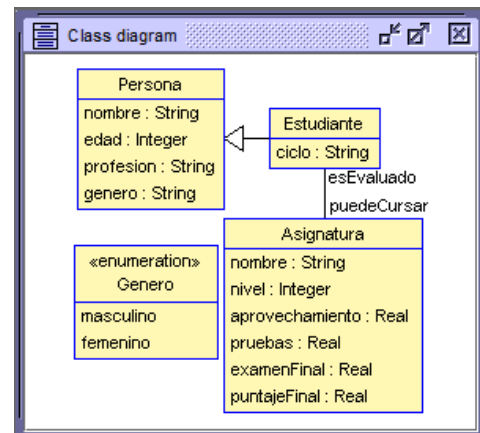 Class diagram
Persona
nombre : String
edad : Integer
profesion : String
genero : String
Estudiante
ciclo : String
esEvaluado
puedeCursar
«enumeration»
Genero
masculino
femenino
Asignatura
nombre : String
nivel : Integer
aprovechamiento : Real
pruebas : Real
examenFinal : Real
puntajeFinal : Real